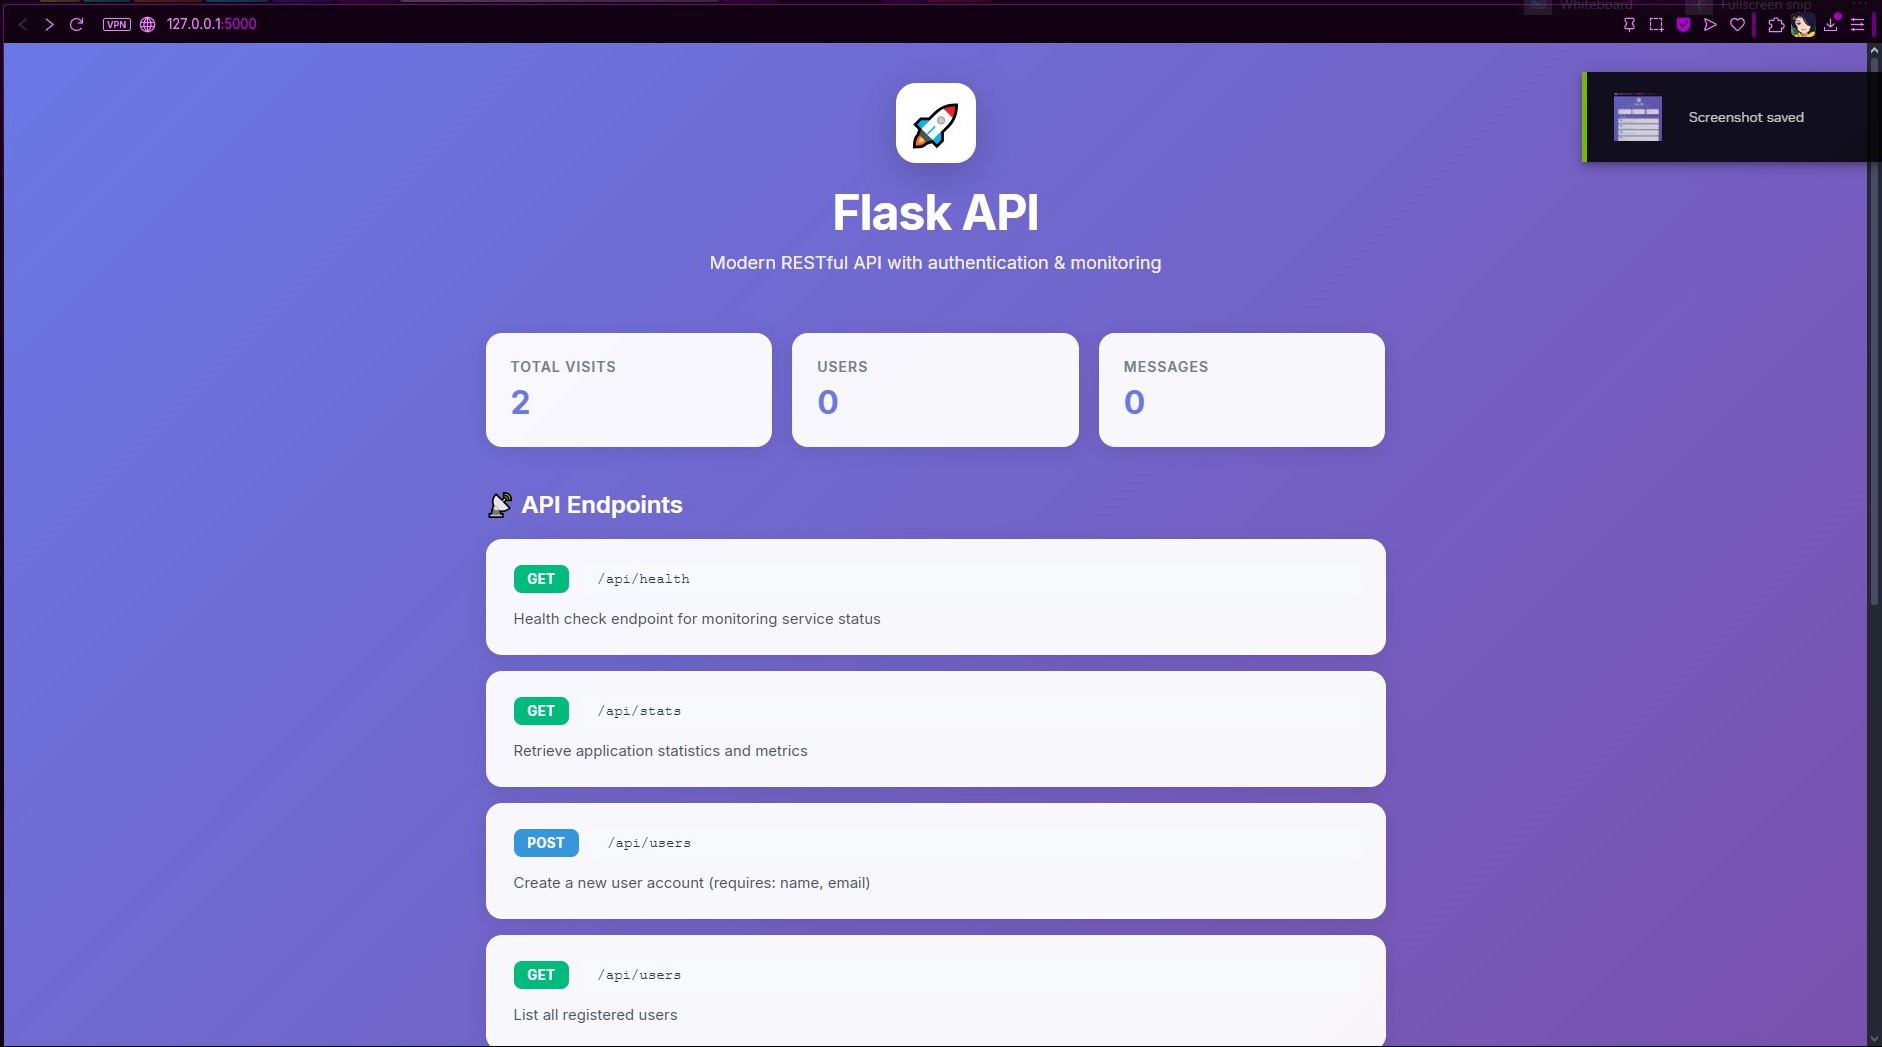 Whiteboard
Fullscreen snip
VPN
127.0.0.1:5000
Screenshot saved
Flask API
Modern RESTful API with authentication & monitoring
TOTAL VISITS
2
USERS
0
MESSAGES
0
API Endpoints
GET /api/health
Health check endpoint for monitoring service status
GET /api/stats
Retrieve application statistics and metrics
POST /api/users
Create a new user account (requires: name, email)
GET /api/users
List all registered users